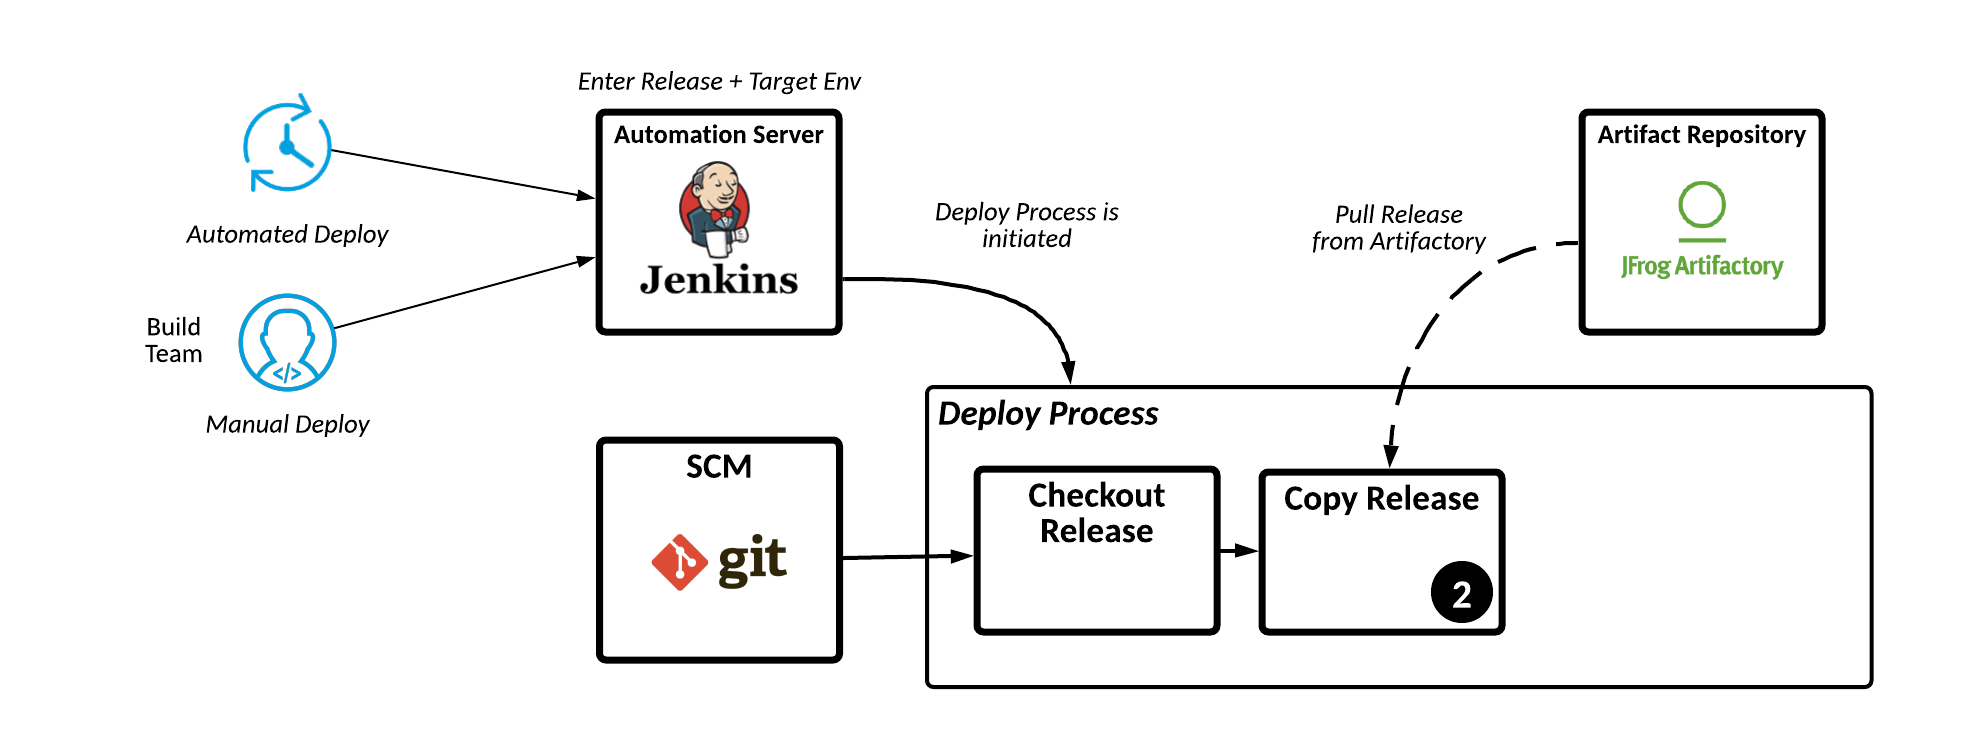 Enter Release + Target Env
Automation Server
Jenkins
Automated Deploy
Build
Team
</>
Manual Deploy
Deploy Process is
initiated
Pull Release
from Artifactory
Artifact Repository
JFrog Artifactory
SCM
git
Deploy Process
Checkout
Release
Copy Release
2